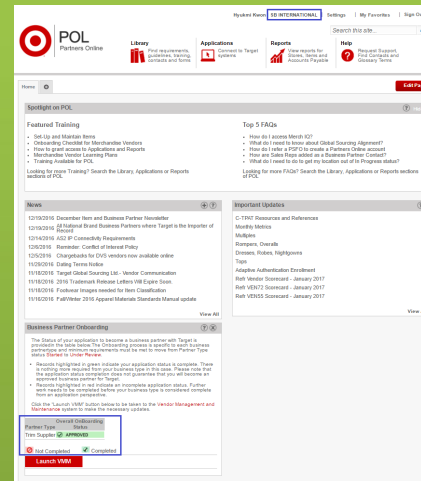 Hyukmi Kwon SB INTERNATIONAL Settings My Favorites Sign
POL
Partners Online
Search this site...
Library
Find requirements,
guidelines, training,
contacts and forms
Applications
Connect to Target
systems
Reports
View reports for
Stores, Items and
Accounts Payable
Help
Request Support,
Find Contacts and
Glossary Terms
Home
Edit
Spotlight on POL
Featured Training
Set-Up and Maintain Items
Onboarding Checklist for Merchandise Vendors
How to grant access to Applications and Reports
Merchandise Vendor Learning Plans
Training Available for POL
Looking for more Training? Search the Library, Applications or Reports
sections of POL
Top 5 FAQs
How do I access Merch IQ?
What do I need to know about Global Sourcing Alignment?
How do I refer a PSFO to create a Partners Online account
How are Sales Reps added as a Business Partner Contact?
What do I need to do to get my location out of In Progress status?
Looking for more FAQs? Search the Library, Applications or Reports sections
of POL
News
12/19/2016 December Item and Business Partner Newsletter
12/19/2016 All National Brand Business Partners where Target is the Importer of
Record
12/14/2016 AS2 IP Connectivity Requirements
12/6/2016 Reminder: Conflict of Interest Policy
12/5/2016 Chargebacks for DVS vendors now available online
11/29/2016 Dating Terms Notice
11/18/2016 Target Global Sourcing List - Vendor Communication
11/18/2016 2016 Trademark Release Letters Will Expire Soon
11/18/2016 Footwear Images needed for Item Classification
11/16/2016 Fall/Winter 2016 Apparel Materials Standards Manual update
View All
Important Updates
C-TPAT Resources and References
Monthly Metrics
Multiples
Rompers, Overalls
Dresses, Robes, Nightgowns
Tops
Adaptive Authentication Enrollment
Refr Vendor Scorecard - January 2017
Refr VEN72 Scorecard - January 2017
Refr VEN55 Scorecard - January 2017
View
Business Partner Onboarding
The Status of your application to become a business partner with Target is
provided in the table below. The Onboarding process is specific to each business
partner type and minimum requirements must be met to move from Partner Type
status Started to Under Review.
Records highlighted in green indicate your application status is complete. There
is nothing more required from your business type in this case. Please note that
the application status completion does not guarantee that you will become an
approved business partner for Target.
Records highlighted in red indicate an incomplete application status. Further
work needs to be completed before your business type is considered complete
from an application perspective.
Click the "Launch VMM" button below to be taken to the Vendor Management and
Maintenance system to make the necessary updates.
Partner Type Overall Onboarding
Status
Trim Supplier APPROVED
Not Completed Completed
Launch VMM